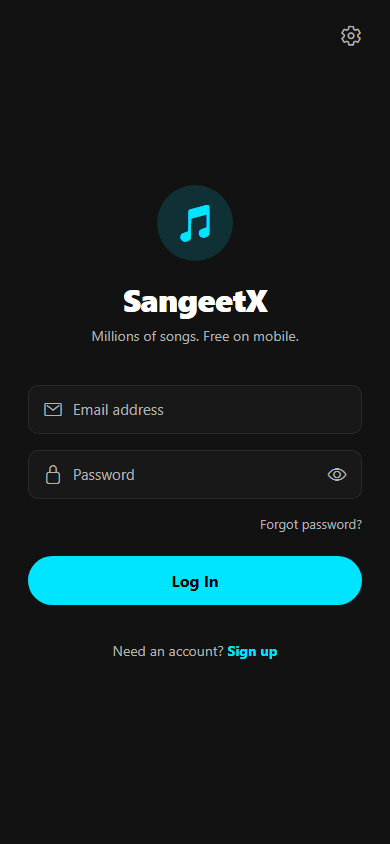 SangeetX
Millions of songs. Free on mobile.
Email address
Password
Forgot password?
Log In
Need an account? Sign up